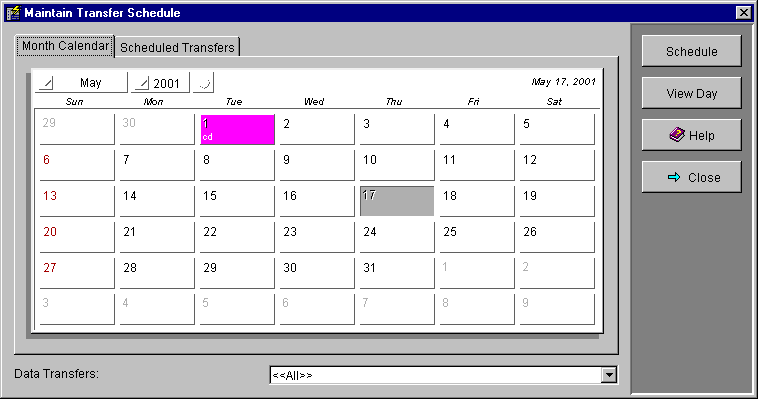 Maintain Transfer Schedule
Month Calendar Scheduled Transfers
May 2001 May 17, 2001
Sun Mon Tue Wed Thu Fri Sat
29 30 1 2 3 4 5
cd
6 7 8 9 10 11 12
13 14 15 16 17 18 19
20 21 22 23 24 25 26
27 28 29 30 31 1 2
3 4 5 6 7 8 9
Data Transfers: <<All>>
Schedule
View Day
Help
Close